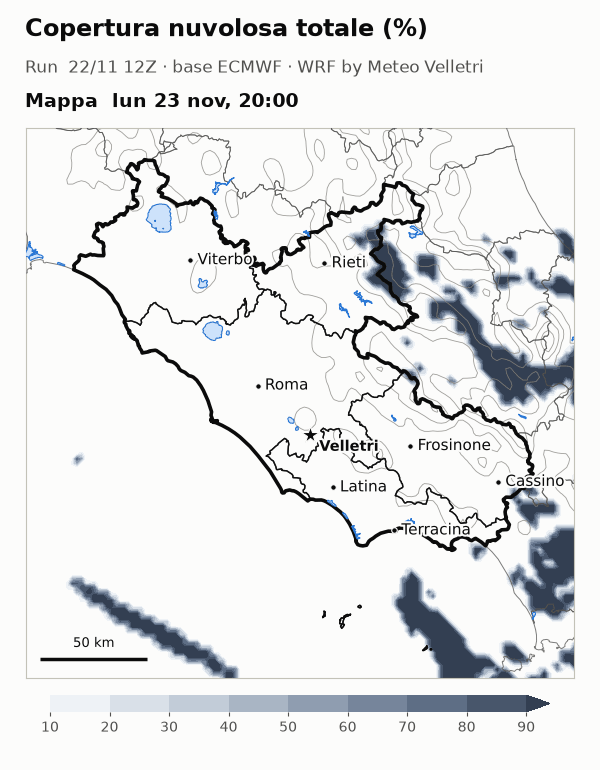 Copertura nuvolosa totale (%)
Run  22/11 12Z · base ECMWF · WRF by Meteo Velletri
Mappa  lun 23 nov, 20:00
Viterbo
Rieti
Roma
Velletri
Frosinone
Latina
Cassino
Terracina
50 km
10 20 30 40 50 60 70 80 90